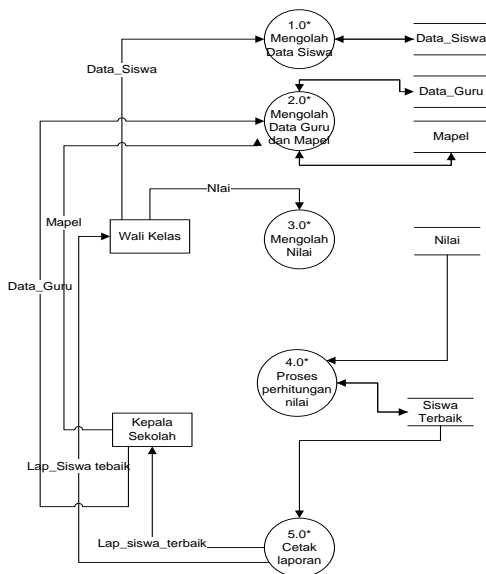 1.0*
Mengolah
Data Siswa
Data_Siswa
Data_Siswa
2.0*
Mengolah
Data Guru
dan Mapel
Data_Guru
Mapel
NIai
Mapel
Wali Kelas
3.0*
Mengolah
Nilai
Nilai
Data_Guru
4.0*
Proses
perhitungan
nilai
Siswa
Terbaik
Kepala
Sekolah
Lap_Siswa tebaik
Lap_siswa_terbaik
5.0*
Cetak
laporan